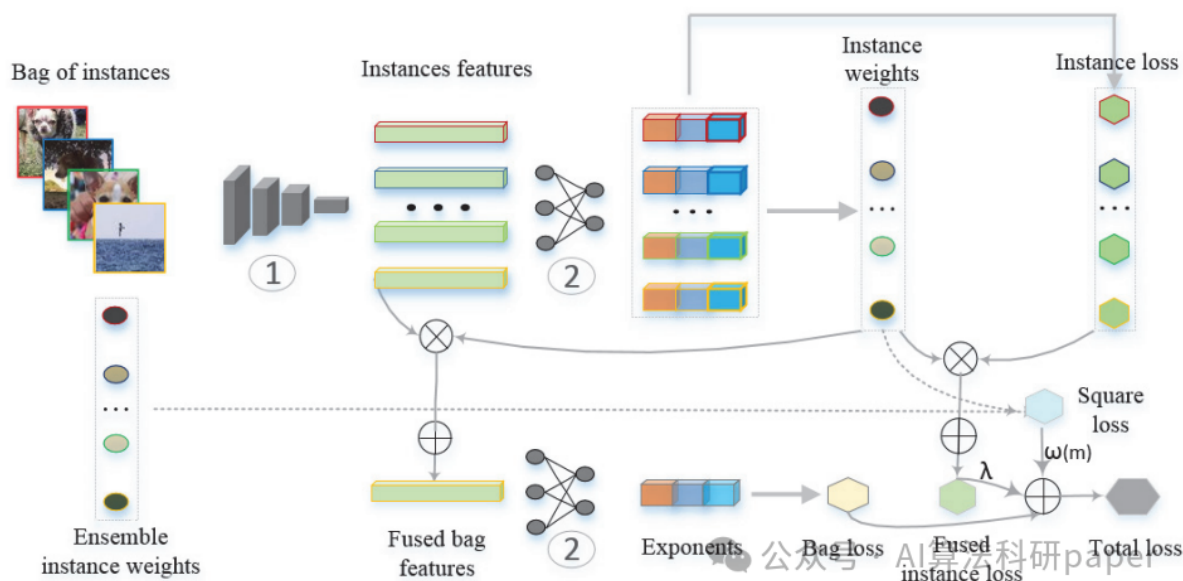 Bag of instances
Instances features
Instance
weights
Instance loss
1
2
Square
loss
ω(m)
λ
Ensemble
instance weights
Fused bag
features
2
Exponents
Bag loss
Fused
instance loss
Total loss
公众号 · AI算法科研paper